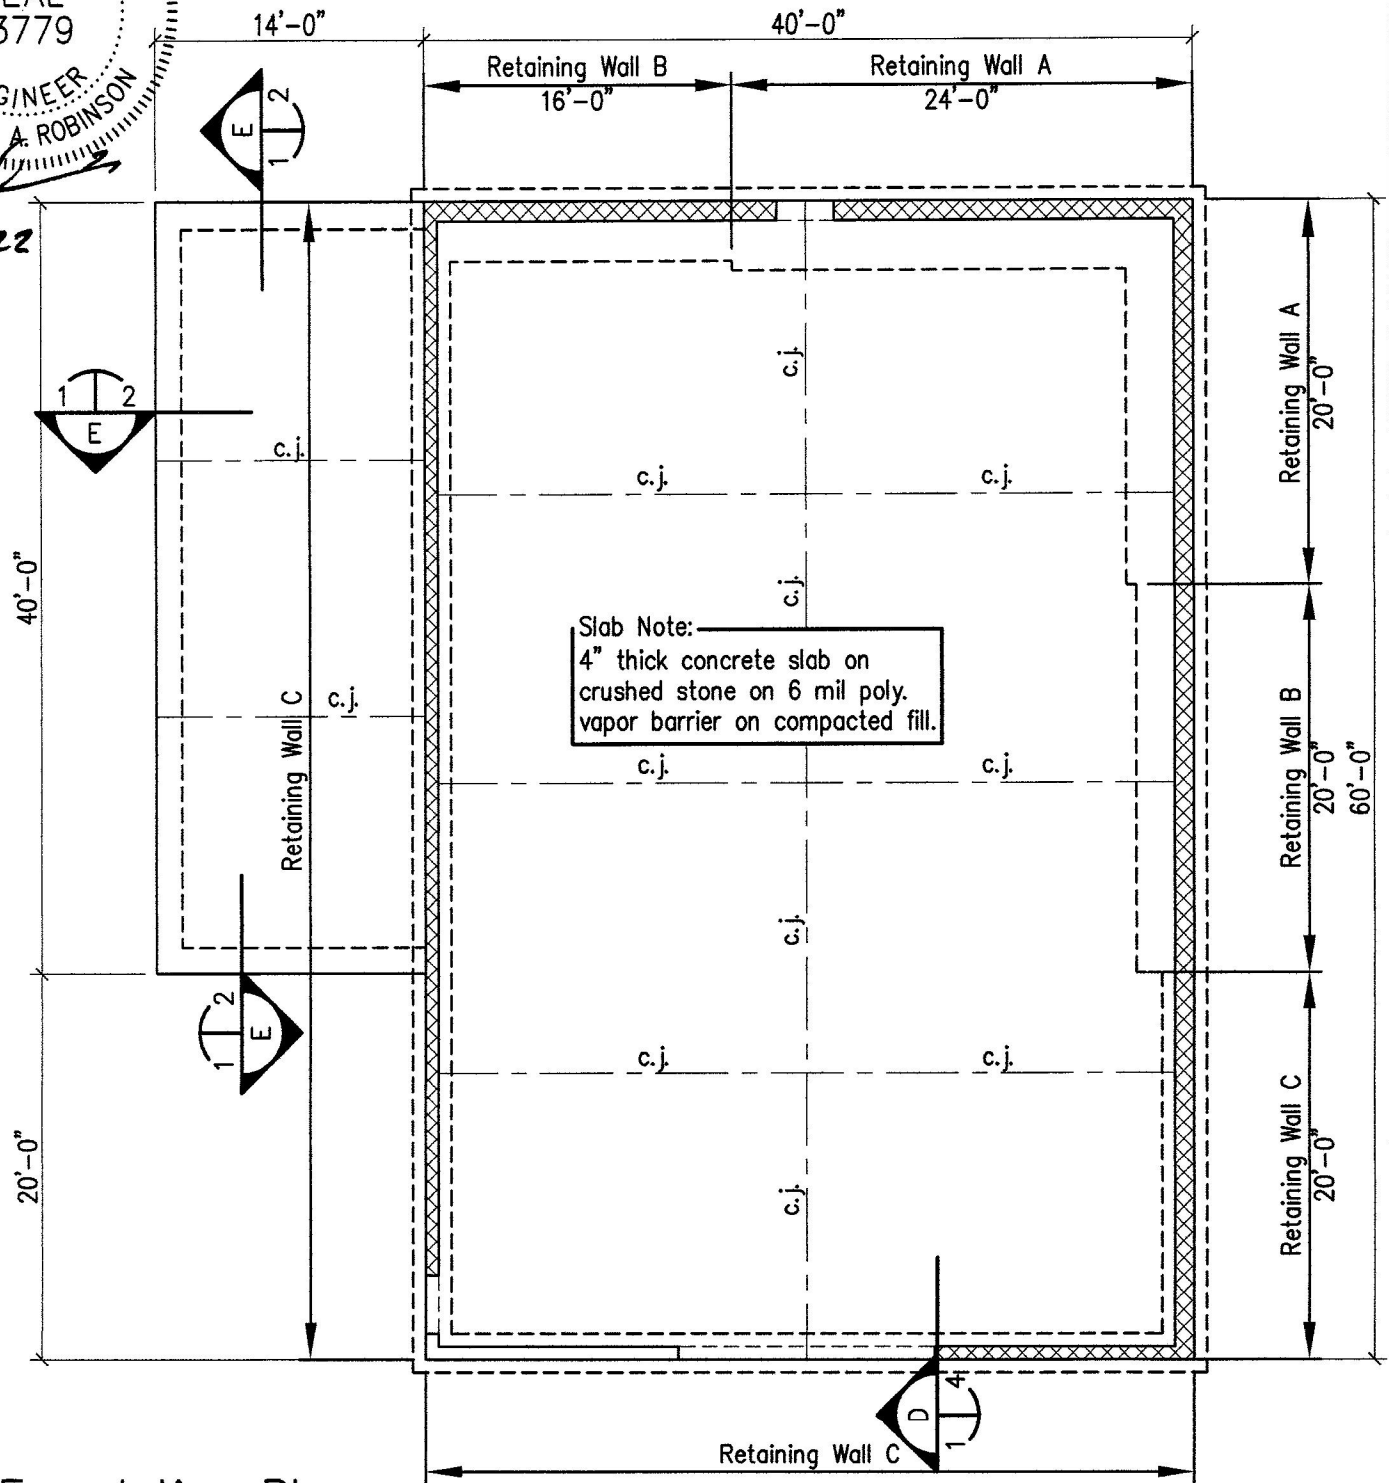 3779
GINEER
A. ROBINSON
22
14'-0"
40'-0"
Retaining Wall B
16'-0"
Retaining Wall A
24'-0"
E
1
2
Retaining Wall A
20'-0"
c.j.
1
2
E
c.j.
c.j.
c.j.
40'-0"
c.j.
Slab Note:
4" thick concrete slab on
crushed stone on 6 mil poly.
vapor barrier on compacted fill.
Retaining Wall C
c.j.
c.j.
c.j.
Retaining Wall B
20'-0"
60'-0"
c.j.
1
2
E
c.j.
c.j.
20'-0"
c.j.
Retaining Wall C
20'-0"
D
1
4
Retaining Wall C